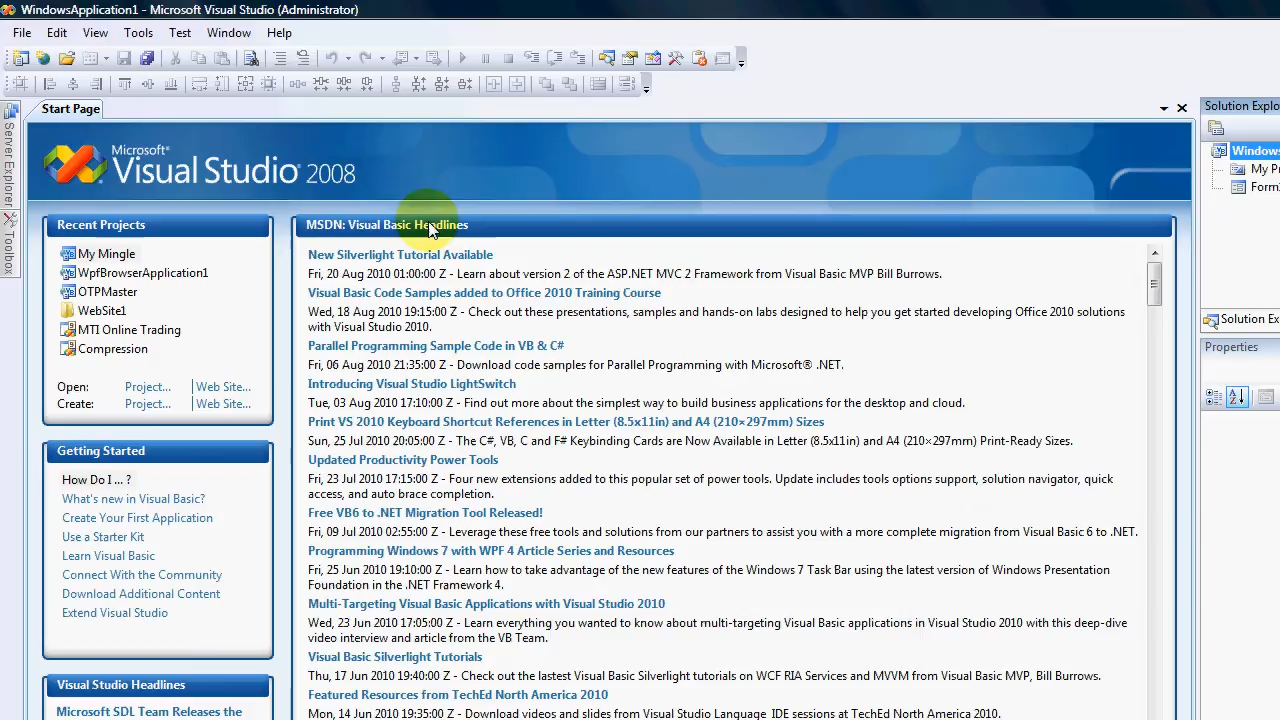 WindowsApplication1 - Microsoft Visual Studio (Administrator)
File Edit View Tools Test Window Help
Start Page
Server Explorer
Toolbox
Microsoft®
Visual Studio® 2008
Recent Projects
My Mingle
WpfBrowserApplication1
OTPMaster
WebSite1
MTI Online Trading
Compression
Open: Project... Web Site...
Create: Project... Web Site...
Getting Started
How Do I ... ?
What's new in Visual Basic?
Create Your First Application
Use a Starter Kit
Learn Visual Basic
Connect With the Community
Download Additional Content
Extend Visual Studio
Visual Studio Headlines
Microsoft SDL Team Releases the
MSDN: Visual Basic Headlines
New Silverlight Tutorial Available
Fri, 20 Aug 2010 01:00:00 Z - Learn about version 2 of the ASP.NET MVC 2 Framework from Visual Basic MVP Bill Burrows.
Visual Basic Code Samples added to Office 2010 Training Course
Wed, 18 Aug 2010 19:15:00 Z - Check out these presentations, samples and hands-on labs designed to help you get started developing Office 2010 solutions
with Visual Studio 2010.
Parallel Programming Sample Code in VB & C#
Fri, 06 Aug 2010 21:35:00 Z - Download code samples for Parallel Programming with Microsoft® .NET.
Introducing Visual Studio LightSwitch
Tue, 03 Aug 2010 17:10:00 Z - Find out more about the simplest way to build business applications for the desktop and cloud.
Print VS 2010 Keyboard Shortcut References in Letter (8.5x11in) and A4 (210×297mm) Sizes
Sun, 25 Jul 2010 20:05:00 Z - The C#, VB, C and F# Keybinding Cards are Now Available in Letter (8.5x11in) and A4 (210×297mm) Print-Ready Sizes.
Updated Productivity Power Tools
Fri, 23 Jul 2010 17:15:00 Z - Four new extensions added to this popular set of power tools. Update includes tools options support, solution navigator, quick
access, and auto brace completion.
Free VB6 to .NET Migration Tool Released!
Fri, 09 Jul 2010 02:55:00 Z - Leverage these free tools and solutions from our partners to assist you with a more complete migration from Visual Basic 6 to .NET.
Programming Windows 7 with WPF 4 Article Series and Resources
Fri, 25 Jun 2010 19:10:00 Z - Learn how to take advantage of the new features of the Windows 7 Task Bar using the latest version of Windows Presentation
Foundation in the .NET Framework 4.
Multi-Targeting Visual Basic Applications with Visual Studio 2010
Wed, 23 Jun 2010 17:05:00 Z - Learn everything you wanted to know about multi-targeting Visual Basic applications in Visual Studio 2010 with this deep-dive
video interview and article from the VB Team.
Visual Basic Silverlight Tutorials
Thu, 17 Jun 2010 19:40:00 Z - Check out the lastest Visual Basic Silverlight tutorials on WCF RIA Services and MVVM from Visual Basic MVP, Bill Burrows.
Featured Resources from TechEd North America 2010
Mon, 14 Jun 2010 19:35:00 Z - Download videos and slides from Visual Studio Language IDE sessions at TechEd North America 2010.
Solution Explo
Windows
My P
Form
Solution Ex
Properties